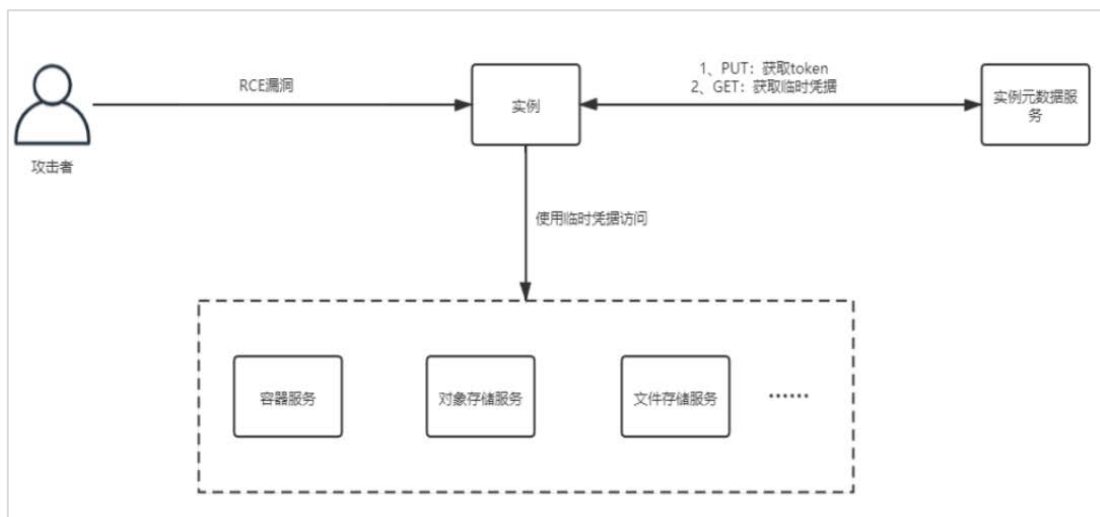 RCE漏洞
1、PUT：获取token
2、GET：获取临时凭据
实例
实例元数据服
务
攻击者
使用临时凭据访问
容器服务
对象存储服务
文件存储服务
······